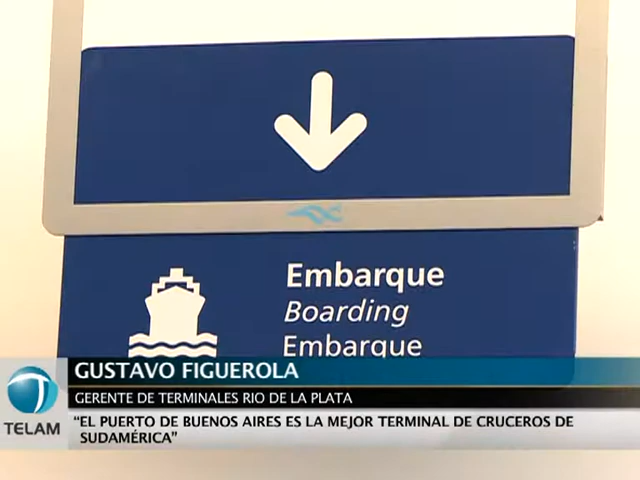 Embarque
Boarding
Embarque
GUSTAVO FIGUEROLA
GERENTE DE TERMINALES RIO DE LA PLATA
TELAM
“EL PUERTO DE BUENOS AIRES ES LA MEJOR TERMINAL DE CRUCEROS DE
SUDAMÉRICA”